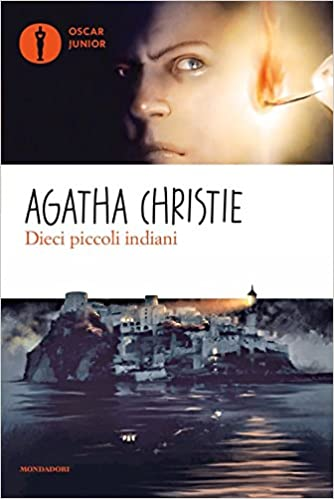 OSCAR
JUNIOR
AGATHA CHRISTIE
Dieci piccoli indiani
MONDADORI